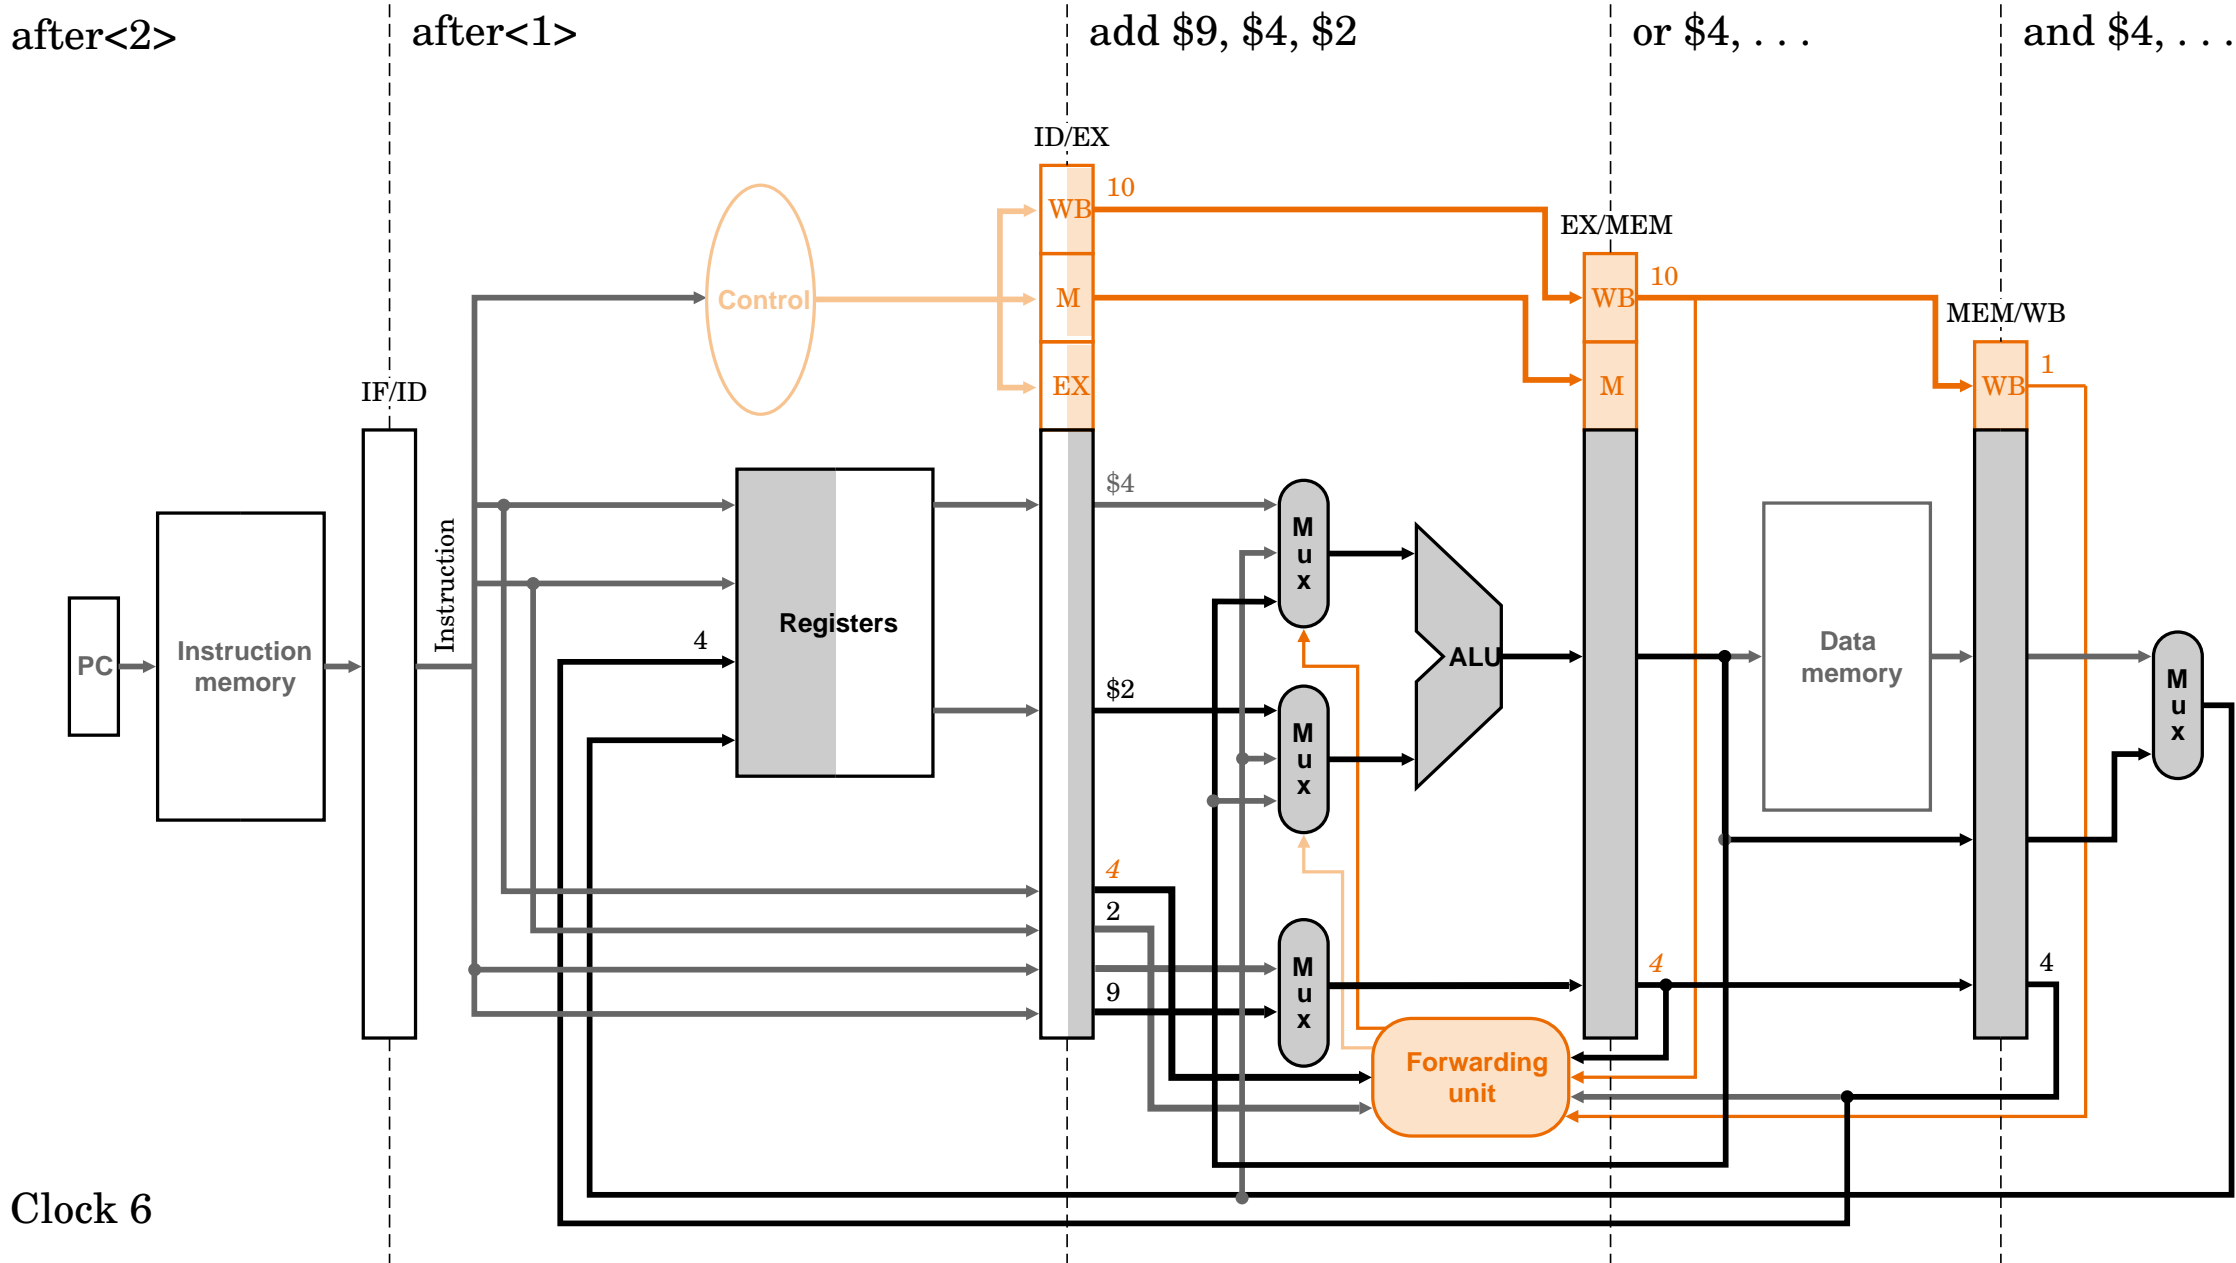 after<2>
after<1>
add $9, $4, $2
or $4, . . .
and $4, . . .
ID/EX
WB
10
EX/MEM
Control
M
WB
10
MEM/WB
EX
M
WB
1
IF/ID
Instruction
$4
M
u
x
PC
Instruction
memory
4
Registers
ALU
Data
memory
M
u
x
$2
M
u
x
4
2
9
M
u
x
4
4
Forwarding
unit
Clock 6